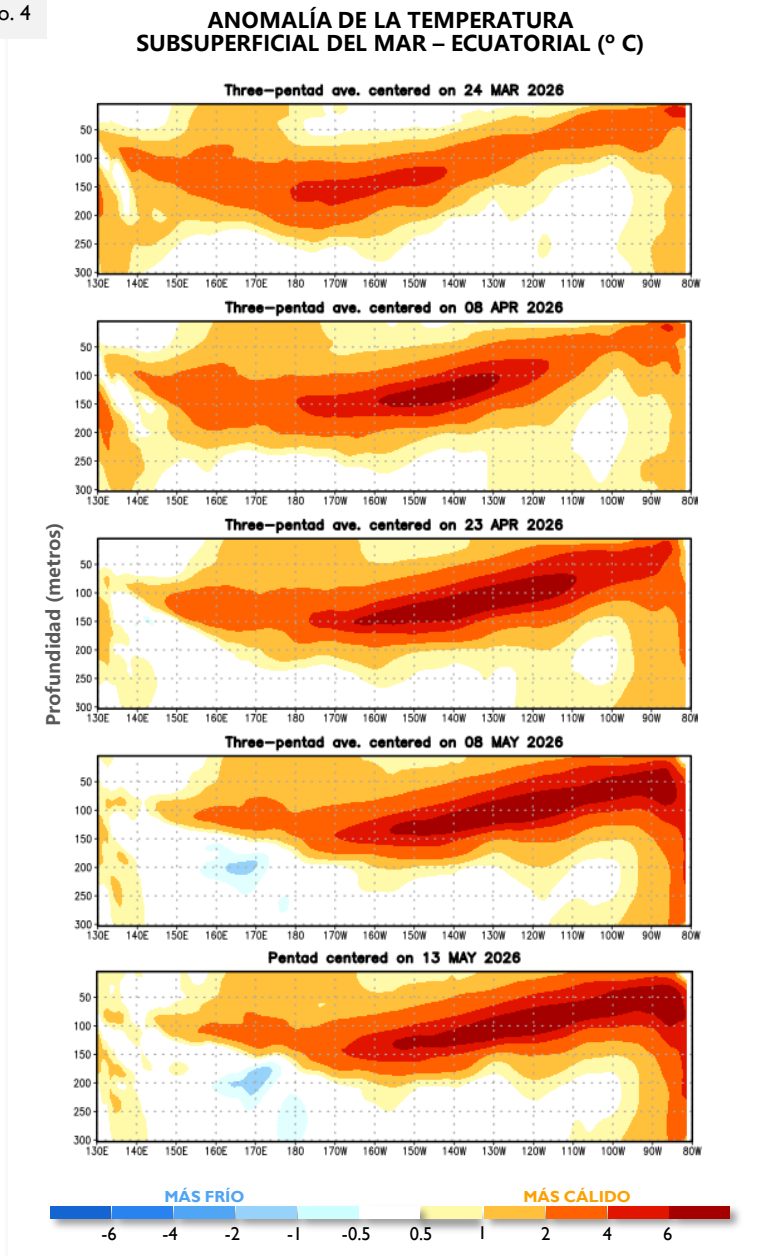 o. 4
ANOMALÍA DE LA TEMPERATURA
SUBSUPERFICIAL DEL MAR – ECUATORIAL (º C)
Three-pentad ave. centered on 24 MAR 2026
50
100
150
200
250
300
130E 140E 150E 160E 170E 180 170W 160W 150W 140W 130W 120W 110W 100W 90W 80W
Three-pentad ave. centered on 08 APR 2026
50
100
150
200
250
300
130E 140E 150E 160E 170E 180 170W 160W 150W 140W 130W 120W 110W 100W 90W 80W
Three-pentad ave. centered on 23 APR 2026
Profundidad (metros)
50
100
150
200
250
300
130E 140E 150E 160E 170E 180 170W 160W 150W 140W 130W 120W 110W 100W 90W 80W
Three-pentad ave. centered on 08 MAY 2026
50
100
150
200
250
300
130E 140E 150E 160E 170E 180 170W 160W 150W 140W 130W 120W 110W 100W 90W 80W
Pentad centered on 13 MAY 2026
50
100
150
200
250
300
130E 140E 150E 160E 170E 180 170W 160W 150W 140W 130W 120W 110W 100W 90W 80W
MÁS FRÍO MÁS CÁLIDO
-6 -4 -2 -1 -0.5 0.5 1 2 4 6